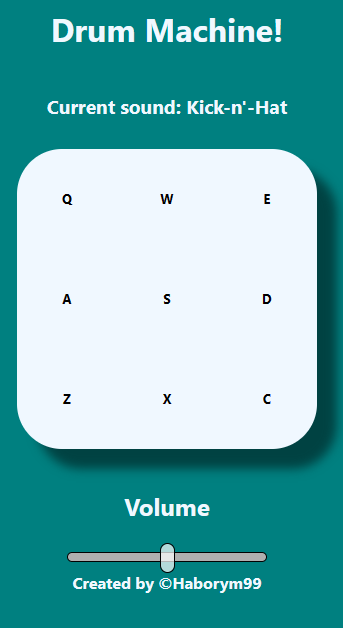 Drum Machine!
Current sound: Kick-n'-Hat
Q W E
A S D
Z X C
Volume
Created by ©Haborym99